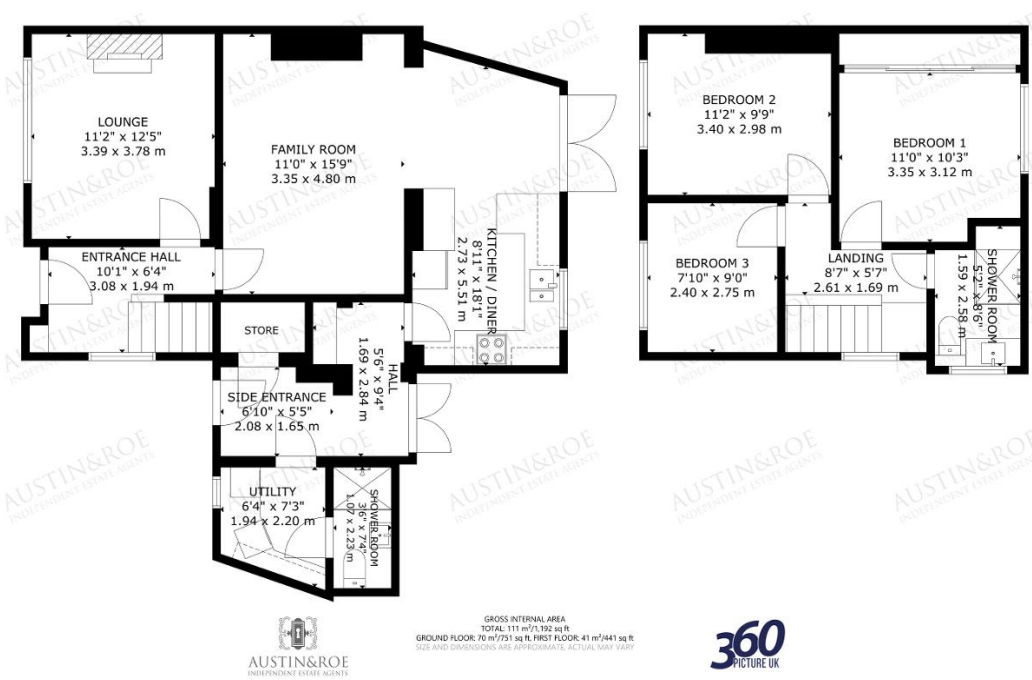 LOUNGE
11'2" x 12'5"
3.39 x 3.78 m
FAMILY ROOM
11'0" x 15'9"
3.35 x 4.80 m
ENTRANCE HALL
10'1" x 6'4"
3.08 x 1.94 m
KITCHEN / DINER
8'11" x 18'1"
2.73 x 5.51 m
STORE
HALL
5'6" x 9'4"
1.69 x 2.84 m
SIDE ENTRANCE
6'10" x 5'5"
2.08 x 1.65 m
UTILITY
6'4" x 7'3"
1.94 x 2.20 m
SHOWER ROOM
3'6" x 7'4"
1.07 x 2.23 m
BEDROOM 2
11'2" x 9'9"
3.40 x 2.98 m
BEDROOM 1
11'0" x 10'3"
3.35 x 3.12 m
BEDROOM 3
7'10" x 9'0"
2.40 x 2.75 m
LANDING
8'7" x 5'7"
2.61 x 1.69 m
SHOWER ROOM
5'2" x 8'6"
1.59 x 2.58 m
AUSTIN&ROE
INDEPENDENT ESTATE AGENTS
GROSS INTERNAL AREA
TOTAL: 111 m²/1,192 sq ft
GROUND FLOOR: 70 m²/751 sq ft, FIRST FLOOR: 41 m²/441 sq ft
SIZE AND DIMENSIONS ARE APPROXIMATE, ACTUAL MAY VARY
360
PICTURE UK